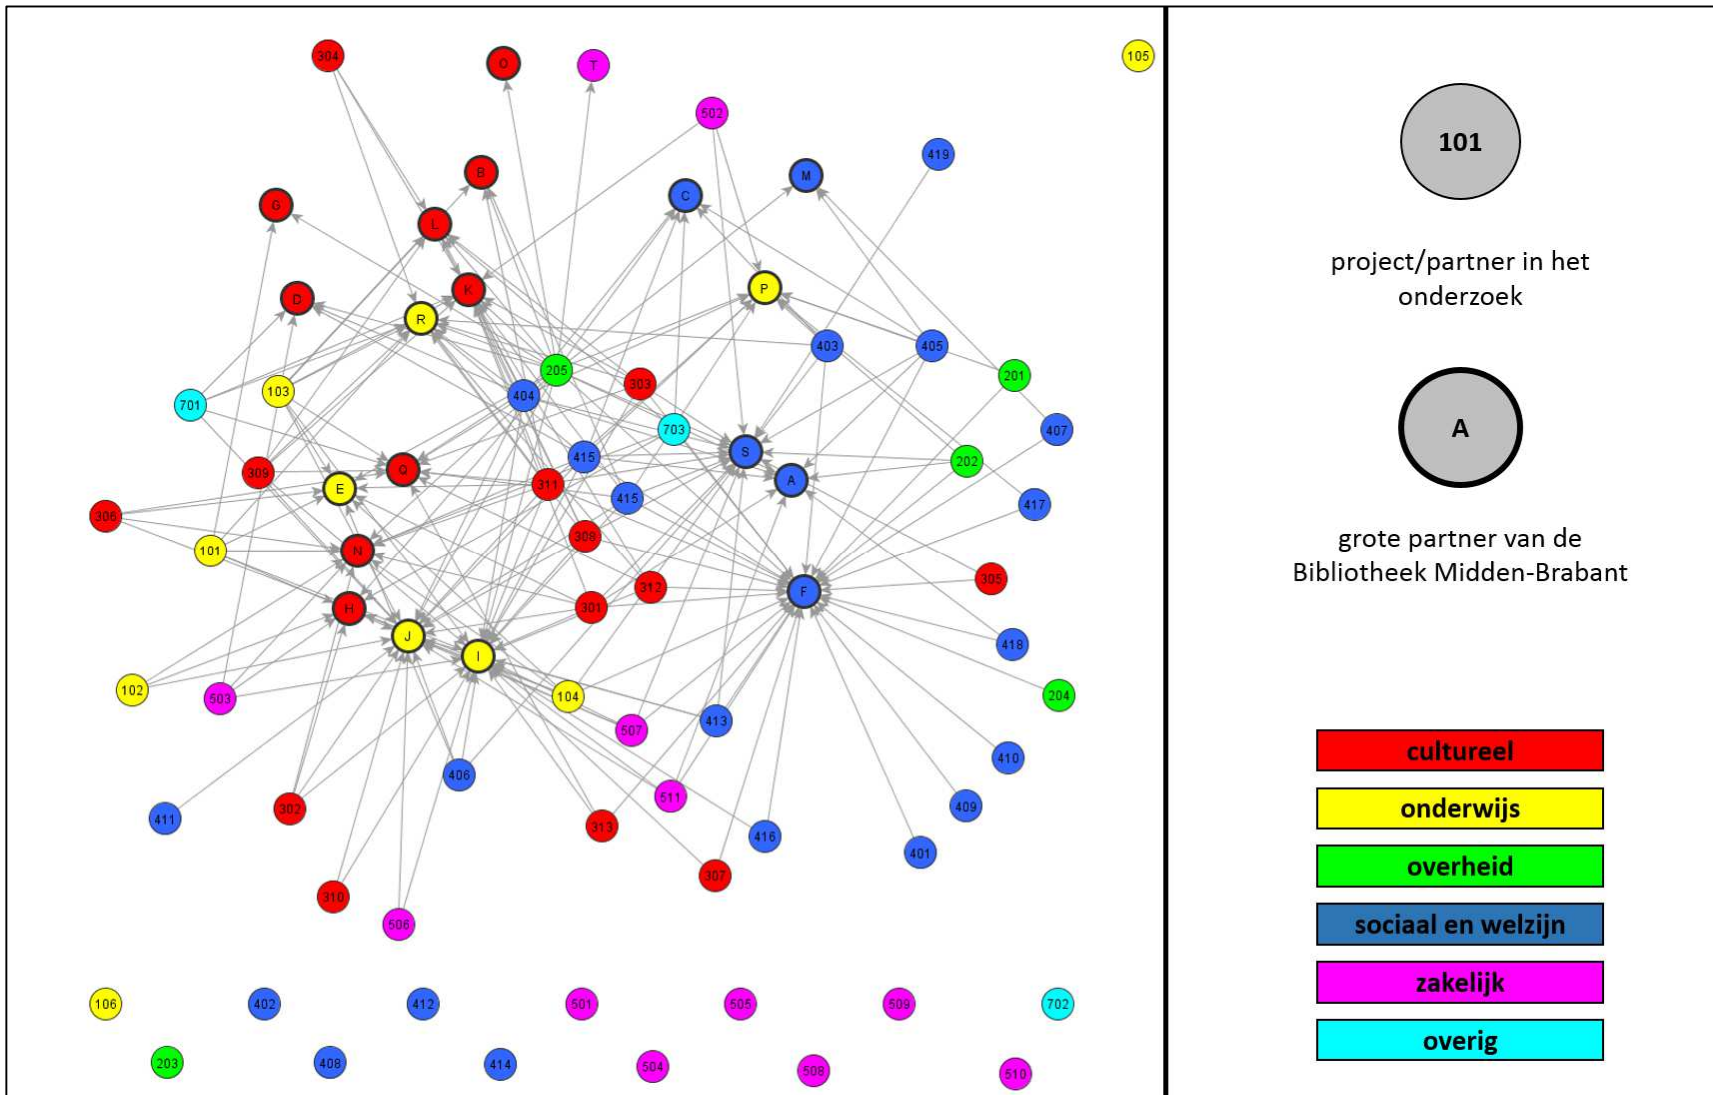 304
O
T
105
502
419
B
M
C
G
L
P
K
D
R
403
405
205
201
303
404
103
701
407
703
S
415
202
Q
309
A
311
E
415
417
306
308
N
101
305
312
F
301
H
J
418
I
102
204
104
503
413
507
410
406
511
409
302
411
313
416
401
307
310
506
106
402
412
501
505
509
702
203
408
414
504
508
510
101
project/partner in het
onderzoek
A
grote partner van de
Bibliotheek Midden-Brabant
cultureel
onderwijs
overheid
sociaal en welzijn
zakelijk
overig